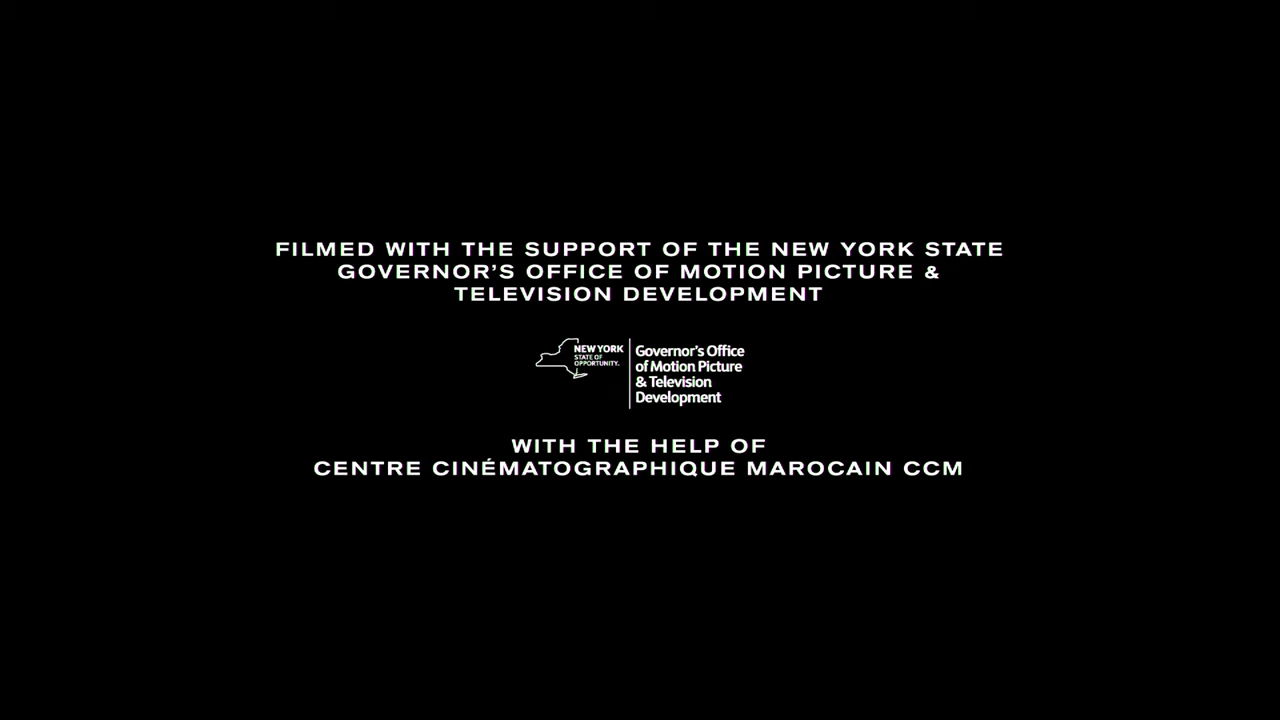 FILMED WITH THE SUPPORT OF THE NEW YORK STATE
GOVERNOR’S OFFICE OF MOTION PICTURE &
TELEVISION DEVELOPMENT
NEW YORK
STATE OF
OPPORTUNITY.
Governor’s Office
of Motion Picture
& Television
Development
WITH THE HELP OF
CENTRE CINÉMATOGRAPHIQUE MAROCAIN CCM